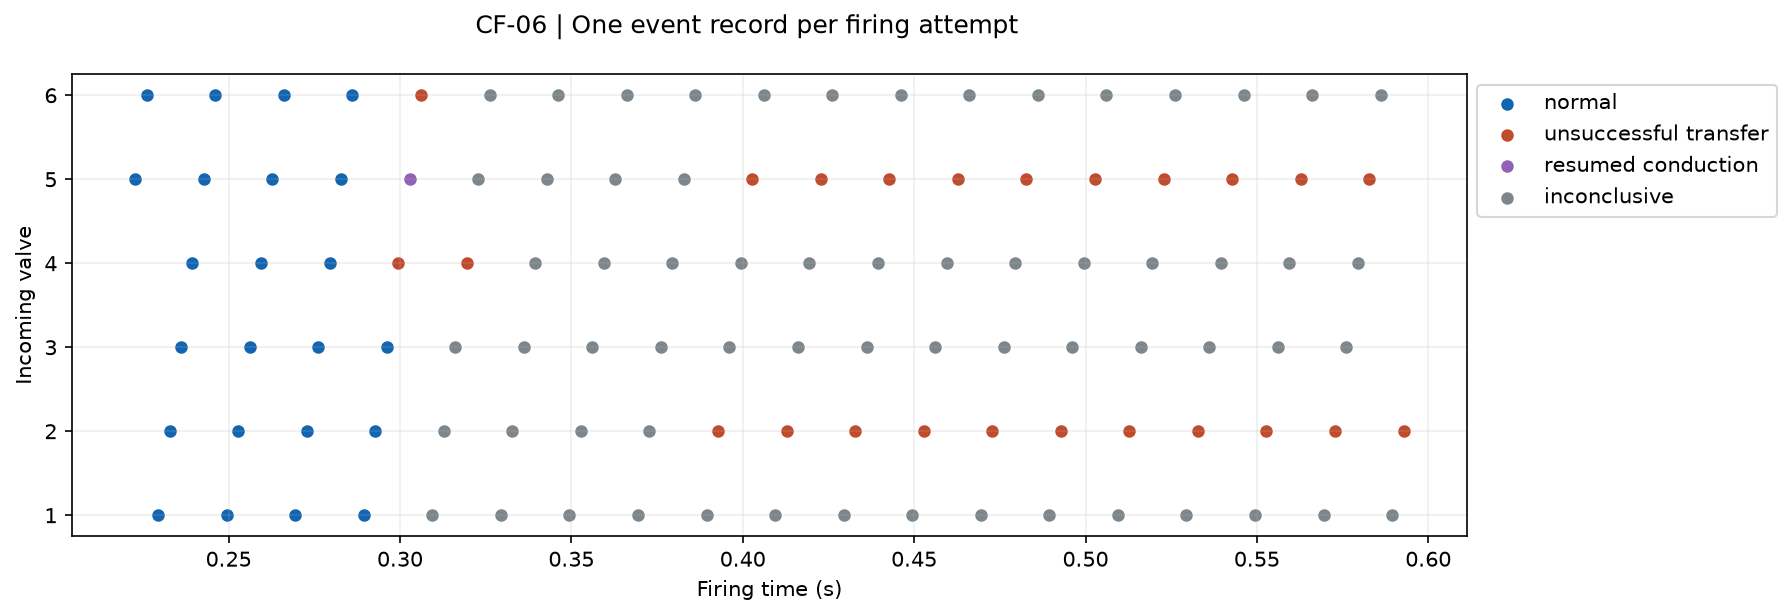 CF-06 | One event record per firing attempt
6
5
4
3
2
1
Incoming valve
0.25
0.30
0.35
0.40
0.45
0.50
0.55
0.60
Firing time (s)
normal
unsuccessful transfer
resumed conduction
inconclusive